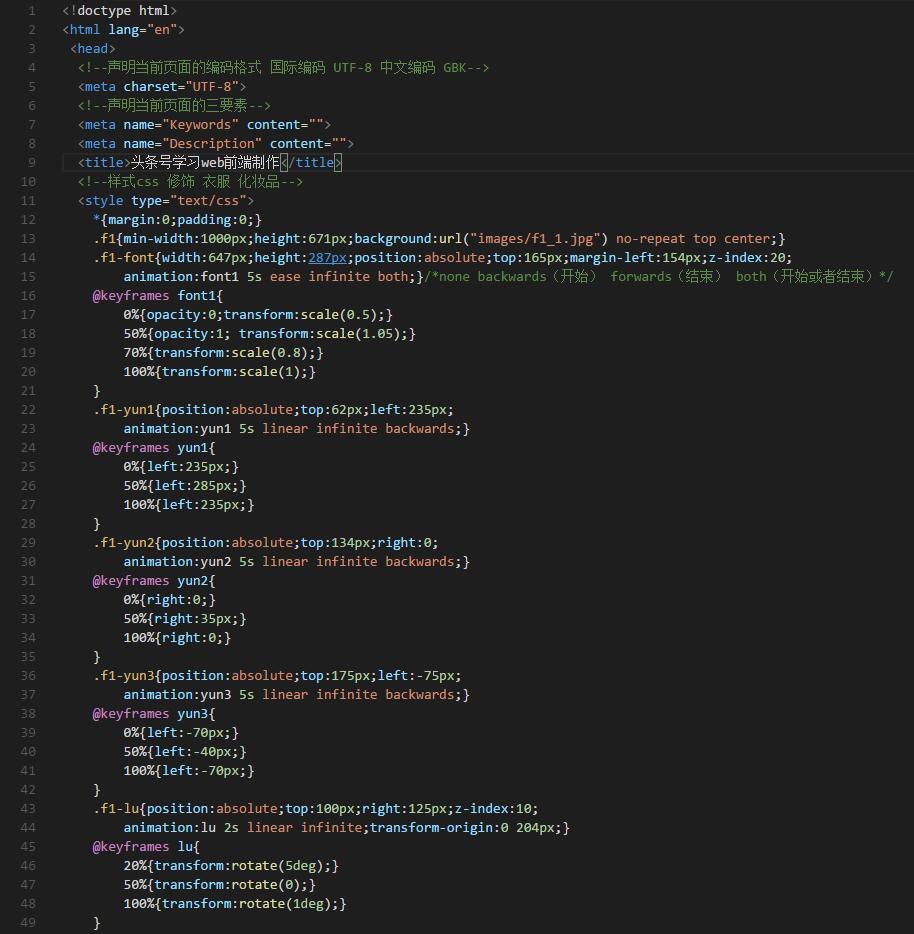 1 <!doctype html>
2 <html lang="en">
3 <head>
4 <!--声明当前页面的编码格式 国际编码 UTF-8 中文编码 GBK-->
5 <meta charset="UTF-8">
6 <!--声明当前页面的三要素-->
7 <meta name="Keywords" content="">
8 <meta name="Description" content="">
9 <title>头条号学习web前端制作</title>
10 <!--样式css 修饰 衣服 化妆品-->
11 <style type="text/css">
12 *{margin:0;padding:0;}
13 .f1{min-width:1000px;height:671px;background:url("images/f1_1.jpg") no-repeat top center;}
14 .f1-font{width:647px;height:287px;position:absolute;top:165px;margin-left:154px;z-index:20;
15 animation:font1 5s ease infinite both;}/*none backwards（开始） forwards（结束） both（开始或者结束）*/
16 @keyframes font1{
17 0%{opacity:0;transform:scale(0.5);}
18 50%{opacity:1; transform:scale(1.05);}
19 70%{transform:scale(0.8);}
20 100%{transform:scale(1);}
21 }
22 .f1-yun1{position:absolute;top:62px;left:235px;
23 animation:yun1 5s linear infinite backwards;}
24 @keyframes yun1{
25 0%{left:235px;}
26 50%{left:285px;}
27 100%{left:235px;}
28 }
29 .f1-yun2{position:absolute;top:134px;right:0;
30 animation:yun2 5s linear infinite backwards;}
31 @keyframes yun2{
32 0%{right:0;}
33 50%{right:35px;}
34 100%{right:0;}
35 }
36 .f1-yun3{position:absolute;top:175px;left:-75px;
37 animation:yun3 5s linear infinite backwards;}
38 @keyframes yun3{
39 0%{left:-70px;}
40 50%{left:-40px;}
41 100%{left:-70px;}
42 }
43 .f1-lu{position:absolute;top:100px;right:125px;z-index:10;
44 animation:lu 2s linear infinite;transform-origin:0 204px;}
45 @keyframes lu{
46 20%{transform:rotate(5deg);}
47 50%{transform:rotate(0);}
48 100%{transform:rotate(1deg);}
49 }